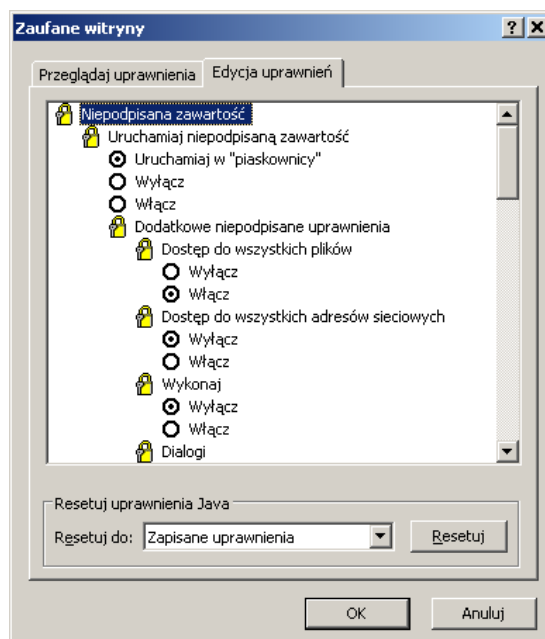 Zaufane witryny
Przeglądaj uprawnienia
Edycja uprawnień
Niepodpisana zawartość
Uruchamiaj niepodpisaną zawartość
Uruchamiaj w "piaskownicy"
Wyłącz
Włącz
Dodatkowe niepodpisane uprawnienia
Dostęp do wszystkich plików
Wyłącz
Włącz
Dostęp do wszystkich adresów sieciowych
Wyłącz
Włącz
Wykonaj
Wyłącz
Włącz
Dialogi
Resetuj uprawnienia Java
Resetuj do: Zapisane uprawnienia Resetuj
OK Anuluj